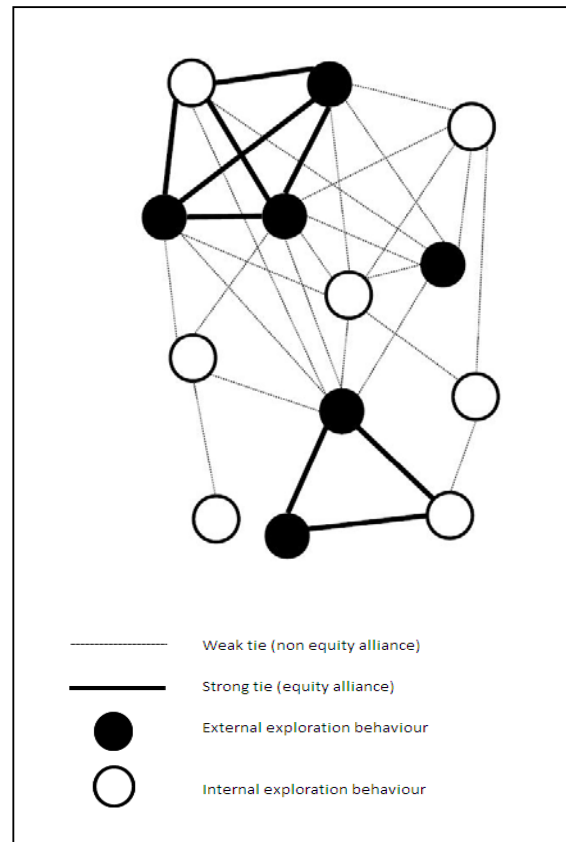 Weak tie (non equity alliance)
Strong tie (equity alliance)
External exploration behaviour
Internal exploration behaviour